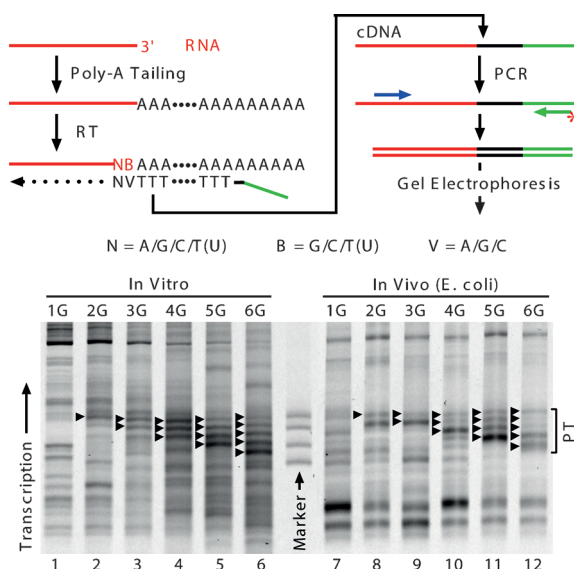 3' RNA
Poly-A Tailing
AAA••••AAAAAAAAA
RT
NBAAA••••AAAAAAAAA
NVTTT••••TTT
cDNA
PCR
*
Gel Electrophoresis
N = A/G/C/T(U) B = G/C/T(U) V = A/G/C
In Vitro In Vivo (E. coli)
1G 2G 3G 4G 5G 6G 1G 2G 3G 4G 5G 6G
Transcription
Marker
PT
1 2 3 4 5 6 7 8 9 10 11 12